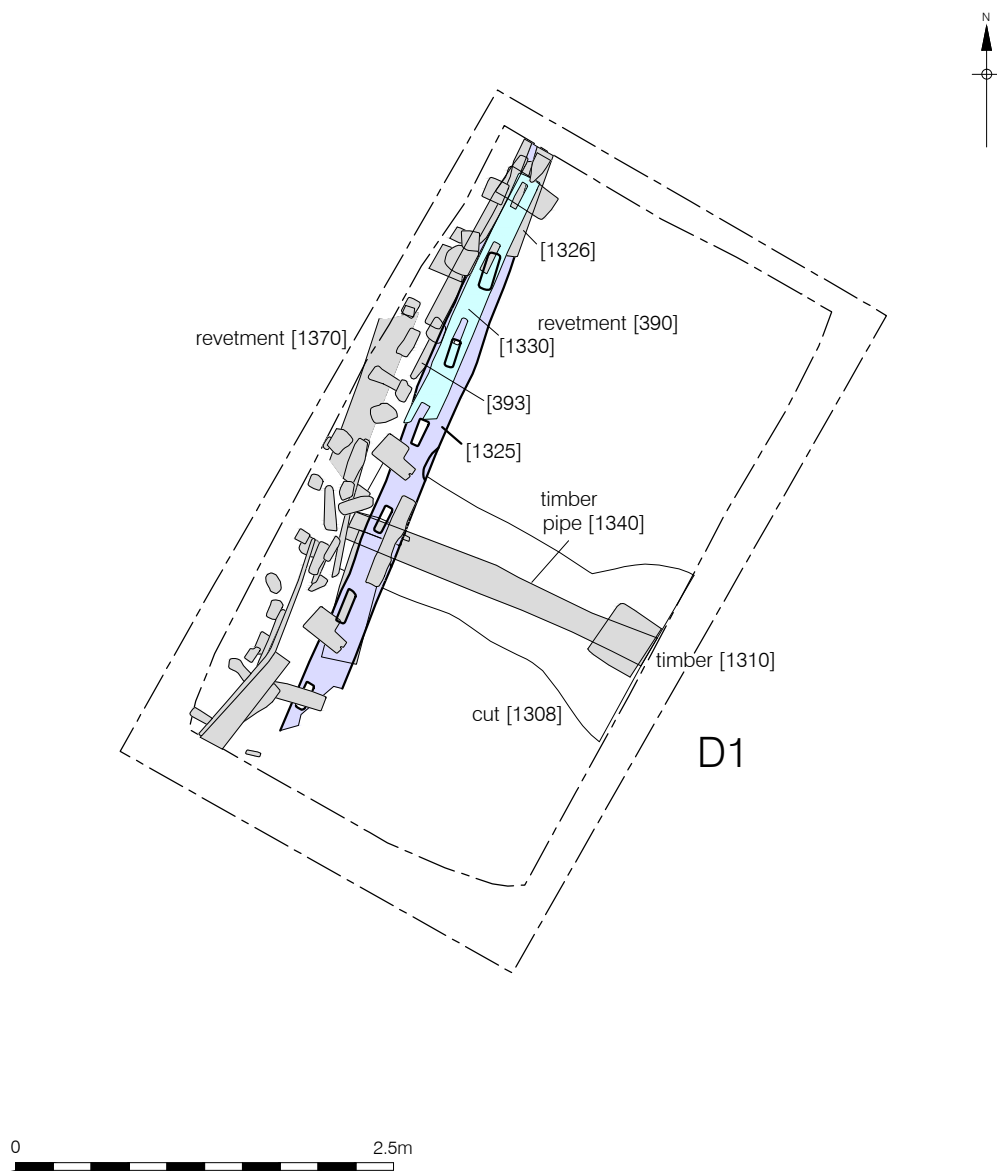 N
[1326]
revetment [390]
revetment [1370]
[1330]
[393]
[1325]
timber
pipe [1340]
timber [1310]
cut [1308]
D1
0
2.5m